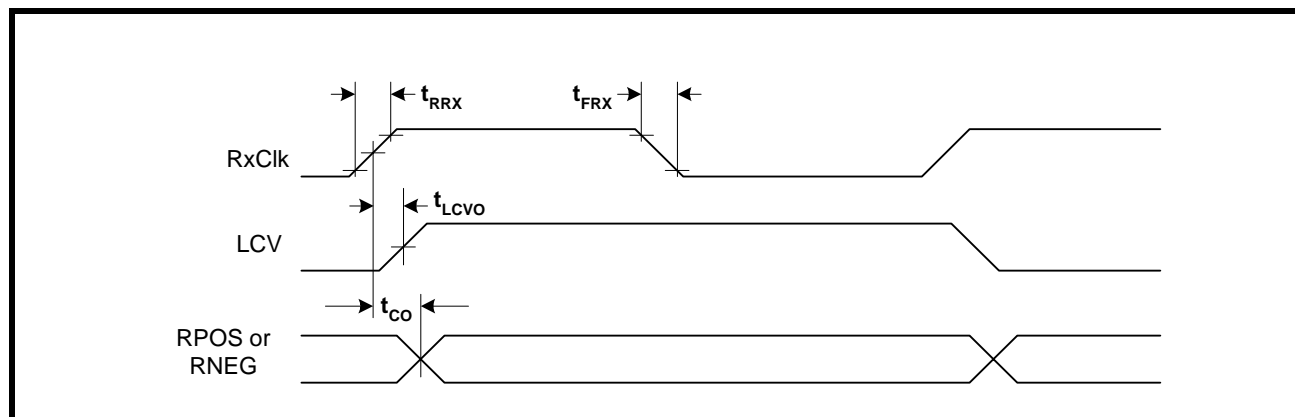 tRRX
tFRX
RxClk
tLCVO
LCV
tCO
RPOS or
RNEG